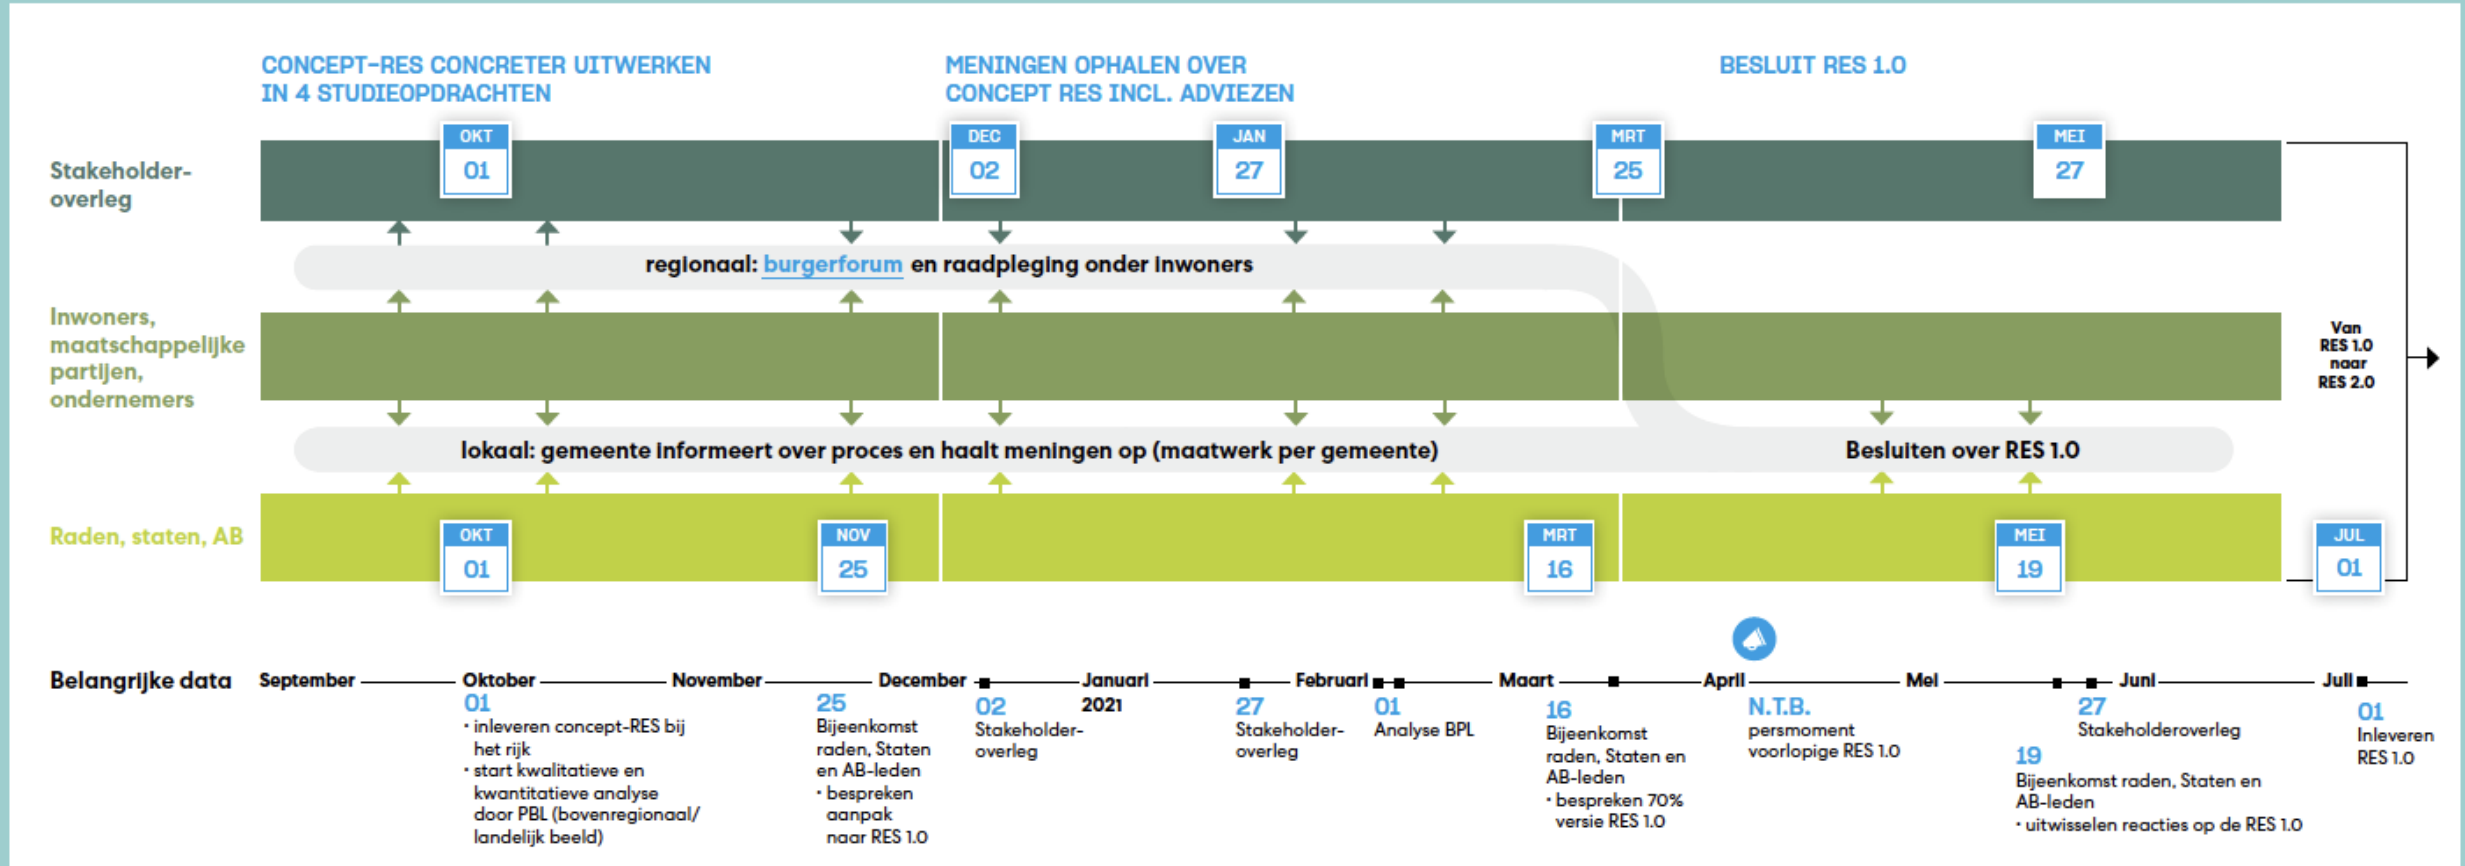 CONCEPT-RES CONCRETER UITWERKEN
IN 4 STUDIEOPDRACHTEN
MENINGEN OPHALEN OVER
CONCEPT RES INCL. ADVIEZEN
BESLUIT RES 1.0
Stakeholder-
overleg
OKT
01
DEC
02
JAN
27
MRT
25
MEI
27
regionaal: burgerforum en raadpleging onder inwoners
Inwoners,
maatschappelijke
partijen,
ondernemers
Van
RES 1.0
naar
RES 2.0
lokaal: gemeente informeert over proces en haalt meningen op (maatwerk per gemeente)
Besluiten over RES 1.0
Raden, staten, AB
OKT
01
NOV
25
MRT
16
MEI
19
JUL
01
Belangrijke data
September
Oktober
November
December
Januari
2021
Februari
Maart
April
Mei
Juni
Juli
01
· inleveren concept-RES bij
het rijk
· start kwalitatieve en
kwantitatieve analyse
door PBL (bovenregionaal/
landelijk beeld)
25
Bijeenkomst
raden, Staten
en AB-leden
· bespreken
aanpak
naar RES 1.0
02
Stakeholder-
overleg
27
Stakeholder-
overleg
01
Analyse BPL
16
Bijeenkomst
raden, Staten en
AB-leden
· bespreken 70%
versie RES 1.0
N.T.B.
persmoment
voorlopige RES 1.0
27
Stakeholderoverleg
19
Bijeenkomst raden, Staten en
AB-leden
· uitwisselen reacties op de RES 1.0
01
Inleveren
RES 1.0